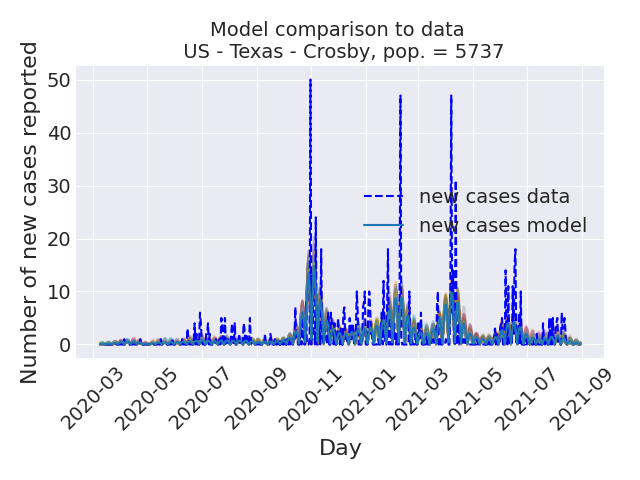 Model comparison to data
US - Texas - Crosby, pop. = 5737
Number of new cases reported
50
40
30
20
10
0
new cases data
new cases model
2020-03
2020-05
2020-07
2020-09
2020-11
2021-01
2021-03
2021-05
2021-07
2021-09
Day